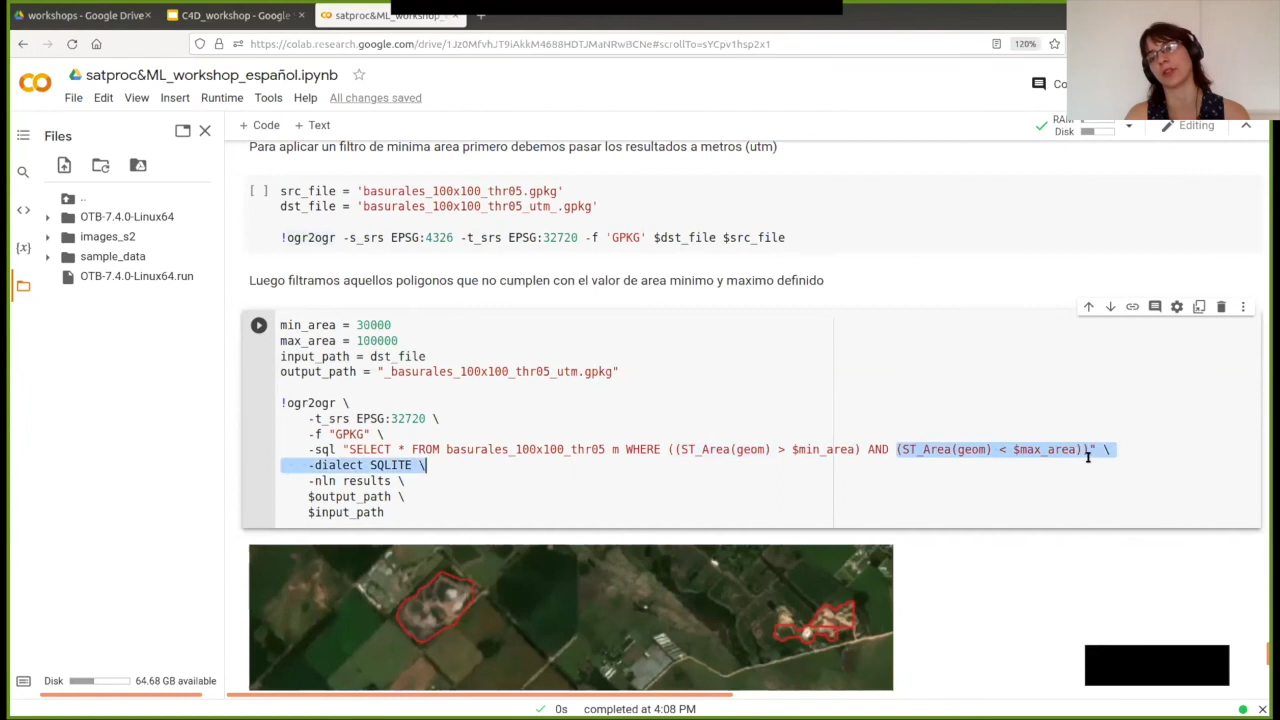 workshops - Google Drive
C4D_workshop - Google
satproc&ML_workshop_
https://colab.research.google.com/drive/1Jz0MfvhJT9iAkkM4688HDTJMaNRwBCNe#scrollTo=sYCpv1hsp2x1
120%
satproc&ML_workshop_español.ipynb
File Edit View Insert Runtime Tools Help All changes saved
Co
Files
+ Code + Text
RAM
Disk
Editing
..
OTB-7.4.0-Linux64
images_s2
sample_data
OTB-7.4.0-Linux64.run
Para aplicar un filtro de minima area primero debemos pasar los resultados a metros (utm)
[ ] src_file = 'basurales_100x100_thr05.gpkg'
dst_file = 'basurales_100x100_thr05_utm_.gpkg'
!ogr2ogr -s_srs EPSG:4326 -t_srs EPSG:32720 -f 'GPKG' $dst_file $src_file
Luego filtramos aquellos poligonos que no cumplen con el valor de area minimo y maximo definido
min_area = 30000
max_area = 100000
input_path = dst_file
output_path = "_basurales_100x100_thr05_utm.gpkg"
!ogr2ogr \
-t_srs EPSG:32720 \
-f "GPKG" \
-sql "SELECT * FROM basurales_100x100_thr05 m WHERE ((ST_Area(geom) > $min_area) AND (ST_Area(geom) < $max_area))" \
-dialect SQLITE \
-nln results \
$output_path \
$input_path
Disk 64.68 GB available
0s completed at 4:08 PM